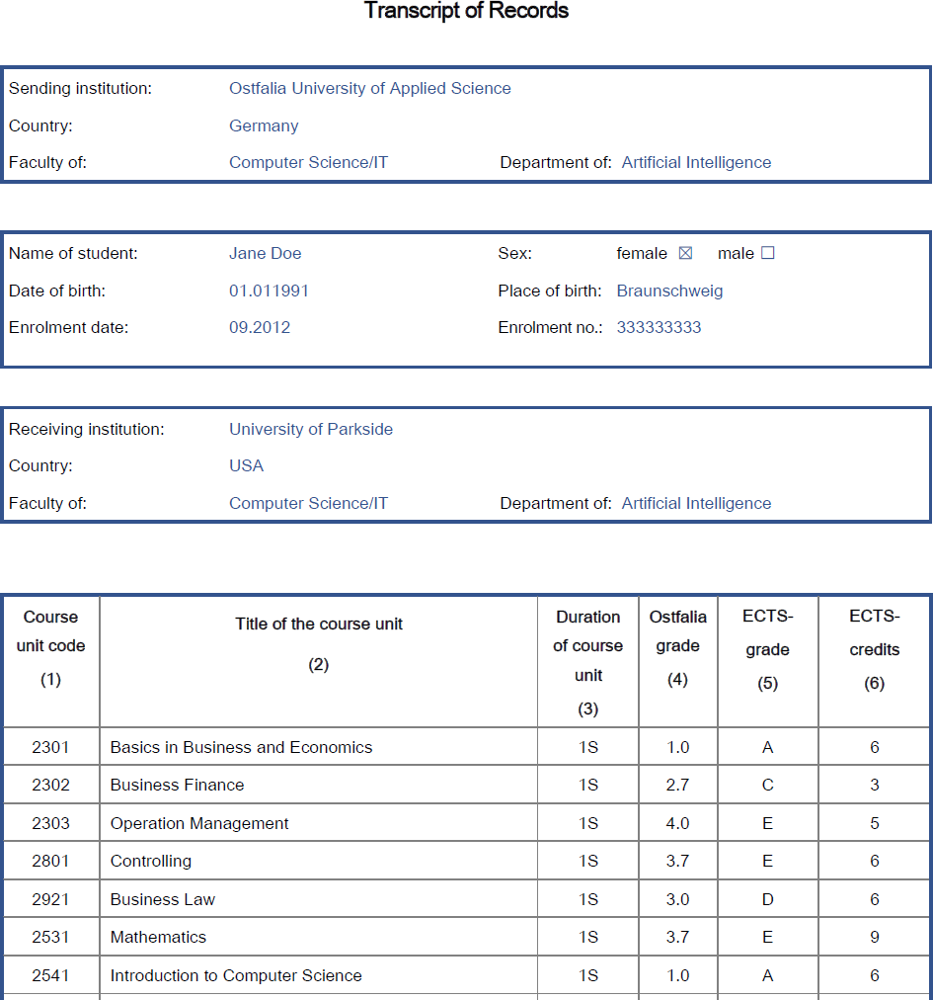 Transcript of Records
Sending institution: Ostfalia University of Applied Science
Country: Germany
Faculty of: Computer Science/IT Department of: Artificial Intelligence
Name of student: Jane Doe Sex: female ☒ male ☐
Date of birth: 01.011991 Place of birth: Braunschweig
Enrolment date: 09.2012 Enrolment no.: 333333333
Receiving institution: University of Parkside
Country: USA
Faculty of: Computer Science/IT Department of: Artificial Intelligence
Course unit code (1) Title of the course unit (2) Duration of course unit (3) Ostfalia grade (4) ECTS-grade (5) ECTS-credits (6)
2301 Basics in Business and Economics 1S 1.0 A 6
2302 Business Finance 1S 2.7 C 3
2303 Operation Management 1S 4.0 E 5
2801 Controlling 1S 3.7 E 6
2921 Business Law 1S 3.0 D 6
2531 Mathematics 1S 3.7 E 9
2541 Introduction to Computer Science 1S 1.0 A 6